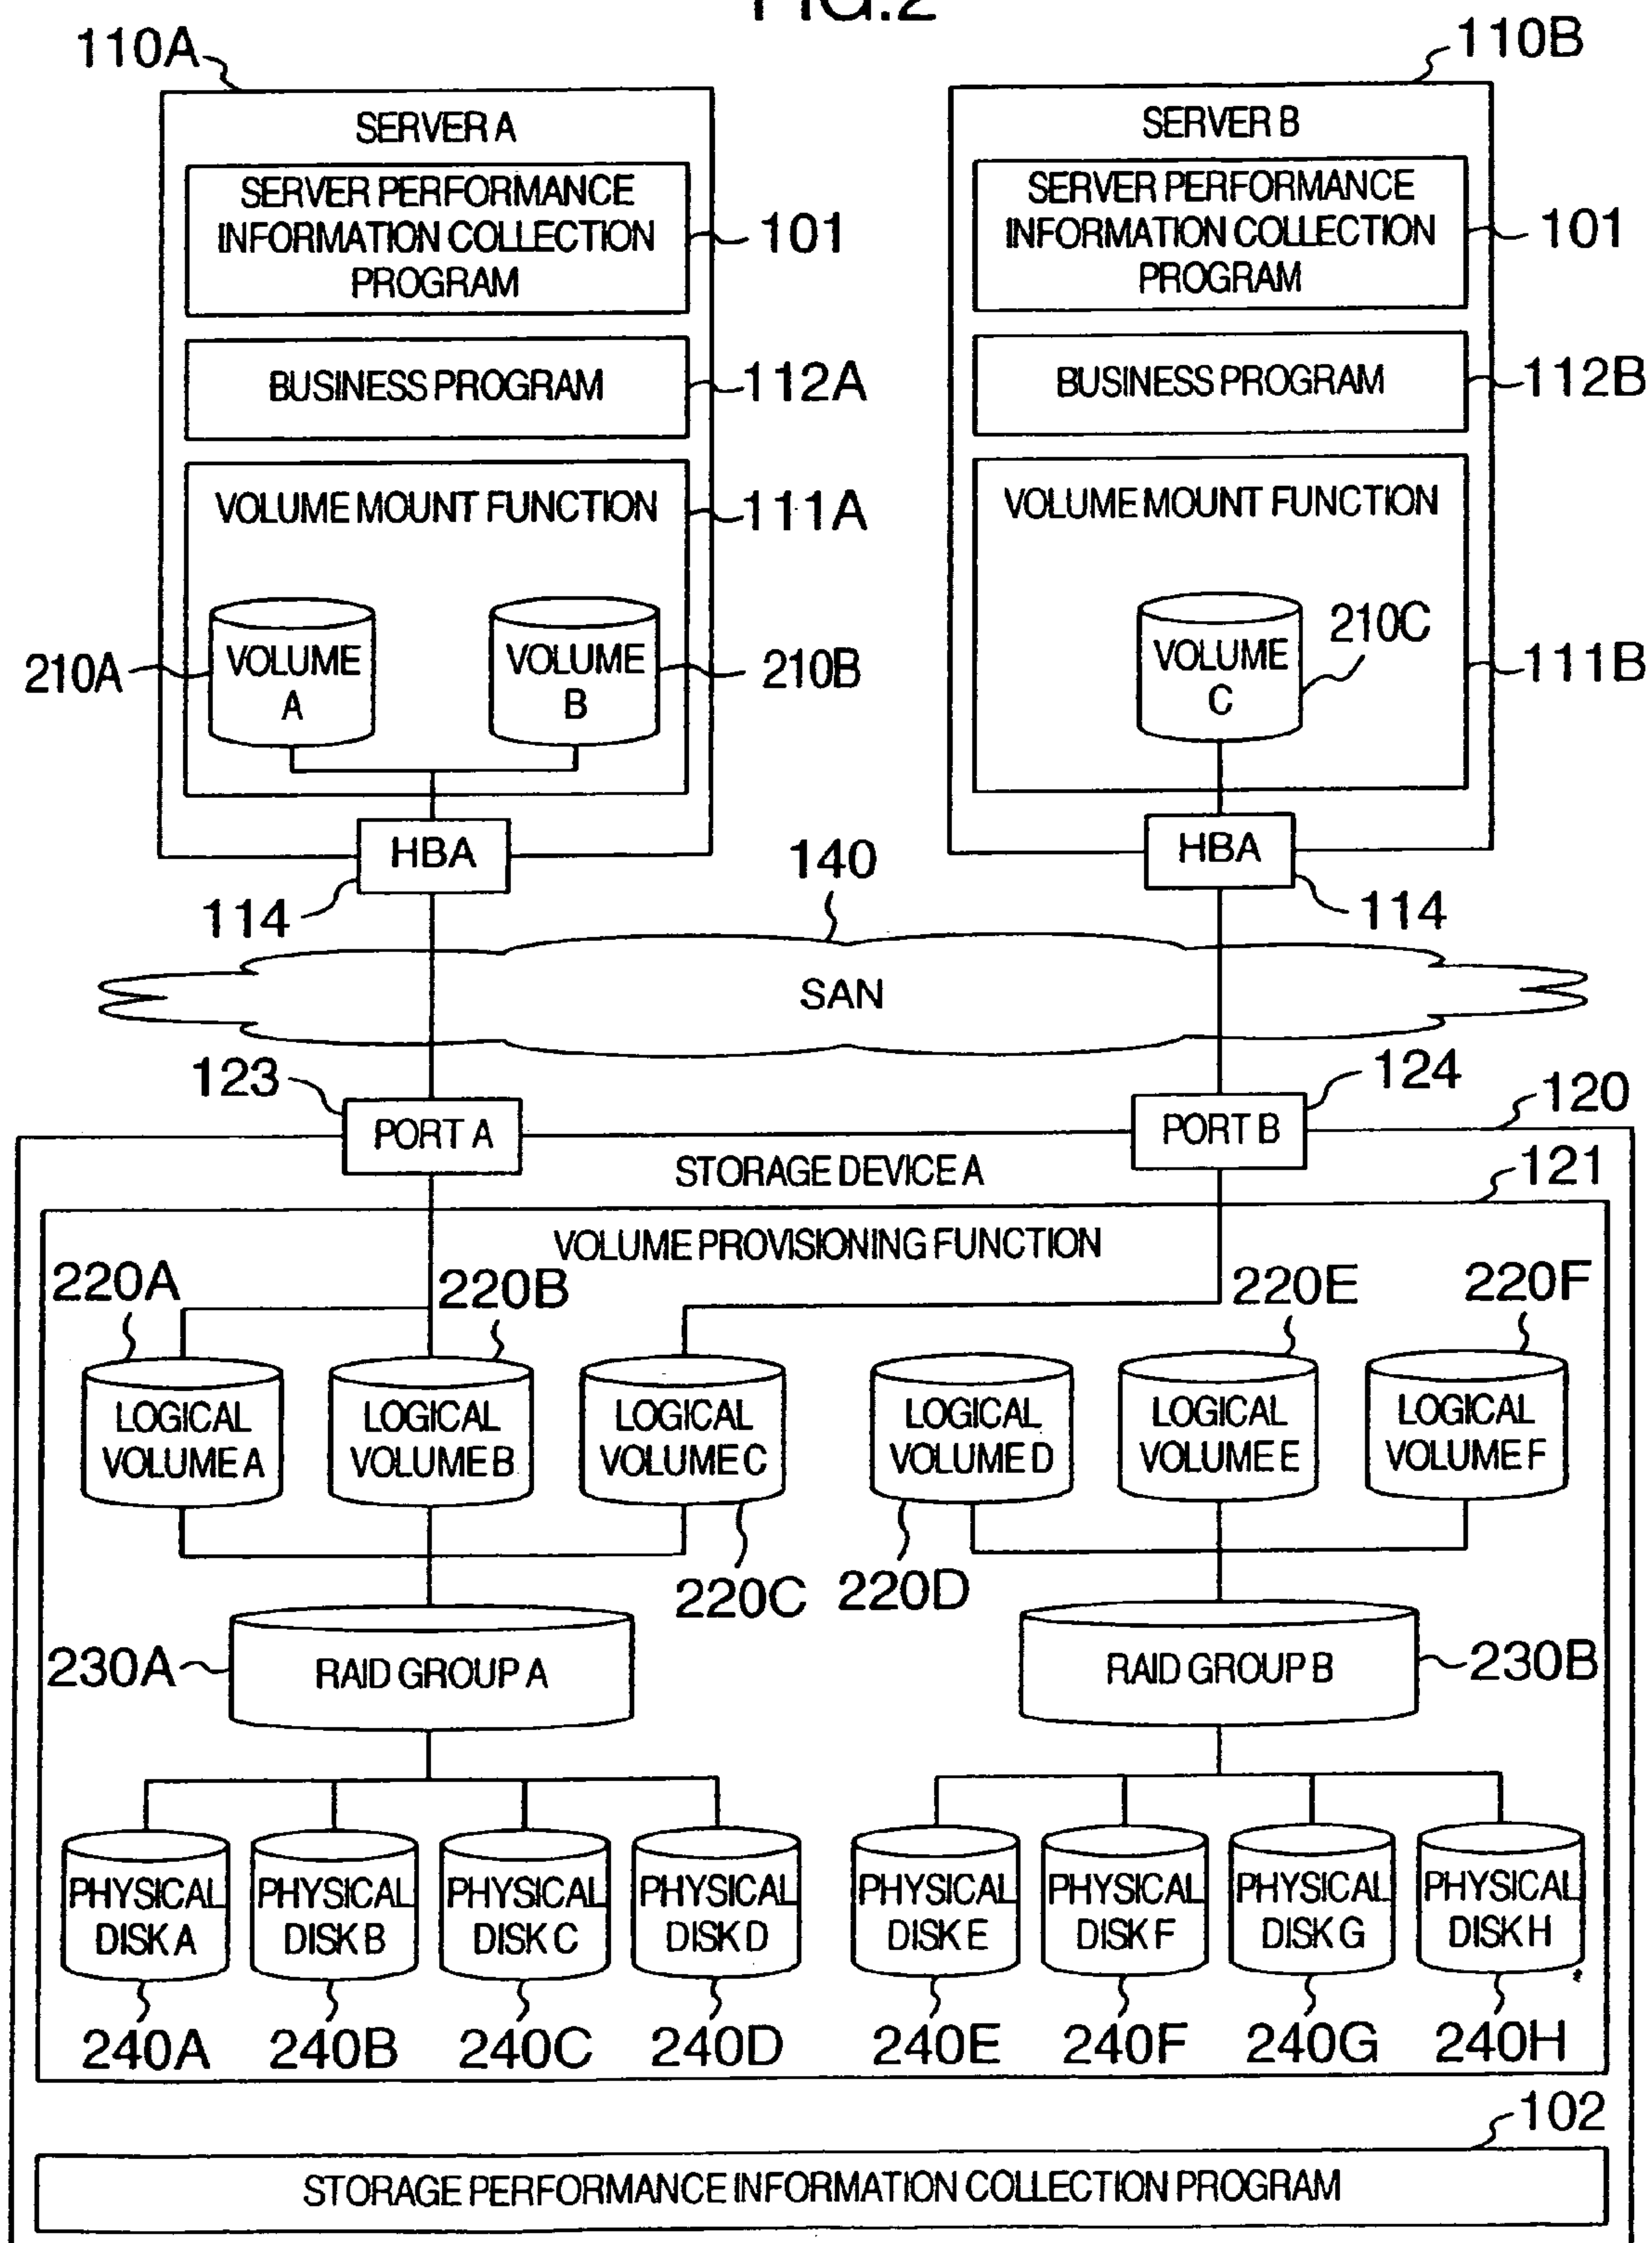 FIG.2
110A
110B
SERVER A
SERVER B
SERVER PERFORMANCE
INFORMATION COLLECTION
PROGRAM
101
SERVER PERFORMANCE
INFORMATION COLLECTION
PROGRAM
101
BUSINESS PROGRAM
112A
BUSINESS PROGRAM
112B
VOLUME MOUNT FUNCTION
111A
VOLUME MOUNT FUNCTION
111B
210A
VOLUME
A
VOLUME
B
210B
VOLUME
C
210C
HBA
114
HBA
114
140
SAN
123
PORT A
124
PORT B
120
STORAGE DEVICE A
121
VOLUME PROVISIONING FUNCTION
220A
220B
220E
220F
LOGICAL
VOLUME A
LOGICAL
VOLUME B
LOGICAL
VOLUME C
LOGICAL
VOLUME D
LOGICAL
VOLUME E
LOGICAL
VOLUME F
220C
220D
230A
RAID GROUP A
RAID GROUP B
230B
PHYSICAL
DISK A
PHYSICAL
DISK B
PHYSICAL
DISK C
PHYSICAL
DISK D
PHYSICAL
DISK E
PHYSICAL
DISK F
PHYSICAL
DISK G
PHYSICAL
DISK H
240A
240B
240C
240D
240E
240F
240G
240H
102
STORAGE PERFORMANCE INFORMATION COLLECTION PROGRAM